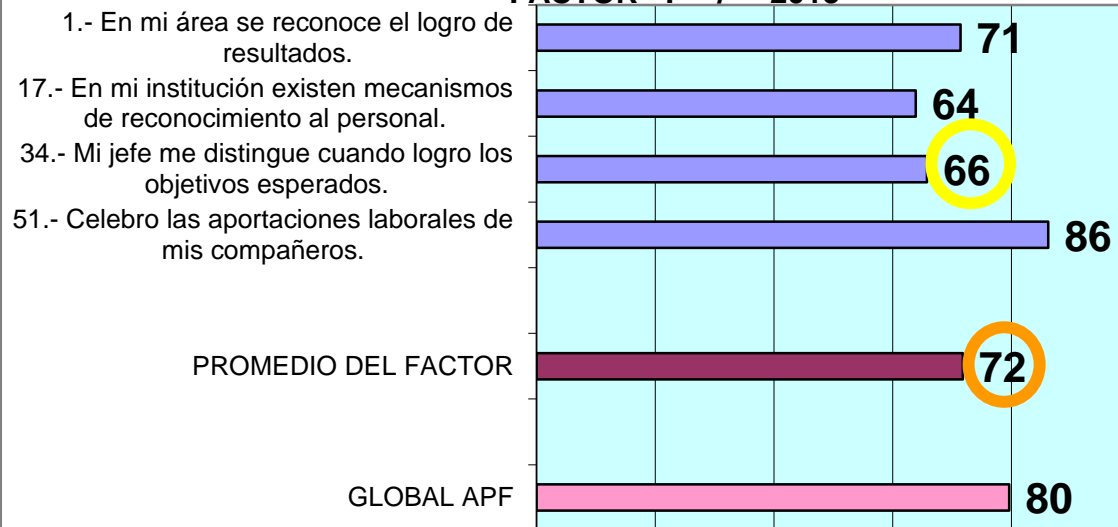 1.- En mi área se reconoce el logro de
resultados.
71
17.- En mi institución existen mecanismos
de reconocimiento al personal.
64
34.- Mi jefe me distingue cuando logro los
objetivos esperados.
66
51.- Celebro las aportaciones laborales de
mis compañeros.
86
PROMEDIO DEL FACTOR
72
GLOBAL APF
80